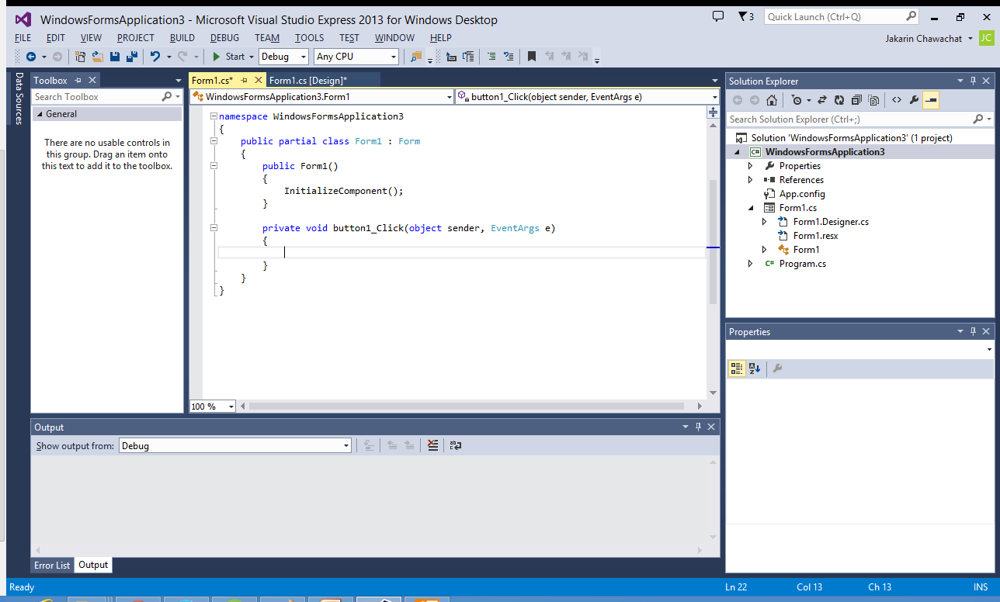 WindowsFormsApplication3 - Microsoft Visual Studio Express 2013 for Windows Desktop
3
Quick Launch (Ctrl+Q)
FILE EDIT VIEW PROJECT BUILD DEBUG TEAM TOOLS TEST WINDOW HELP
Jakarin Chawachat
JC
Start
Debug
Any CPU
Data Sources
Toolbox
Search Toolbox
General
There are no usable controls in
this group. Drag an item onto
this text to add it to the toolbox.
Form1.cs*
Form1.cs [Design]*
WindowsFormsApplication3.Form1
button1_Click(object sender, EventArgs e)
namespace WindowsFormsApplication3
{
public partial class Form1 : Form
{
public Form1()
{
InitializeComponent();
}
private void button1_Click(object sender, EventArgs e)
{
}
}
}
100 %
Solution Explorer
Search Solution Explorer (Ctrl+;)
Solution 'WindowsFormsApplication3' (1 project)
C# WindowsFormsApplication3
Properties
References
App.config
Form1.cs
Form1.Designer.cs
Form1.resx
Form1
C# Program.cs
Properties
Output
Show output from: Debug
Error List
Output
Ready
Ln 22
Col 13
Ch 13
INS